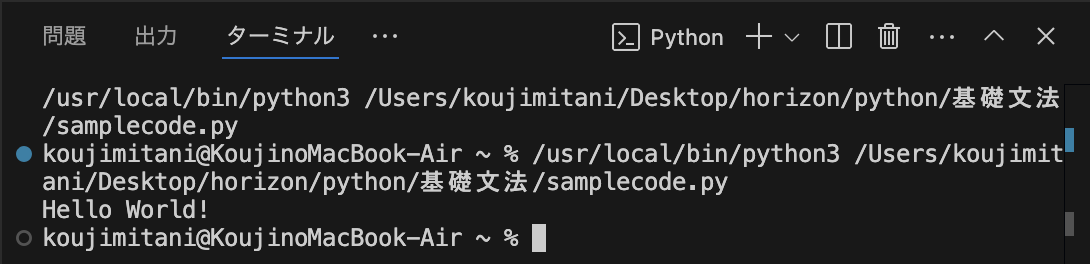 問題 出力 ターミナル ··· Python
/usr/local/bin/python3 /Users/koujimitani/Desktop/horizon/python/基礎文法
/samplecode.py
koujimitani@KoujinoMacBook-Air ~ % /usr/local/bin/python3 /Users/koujimit
ani/Desktop/horizon/python/基礎文法/samplecode.py
Hello World!
koujimitani@KoujinoMacBook-Air ~ %